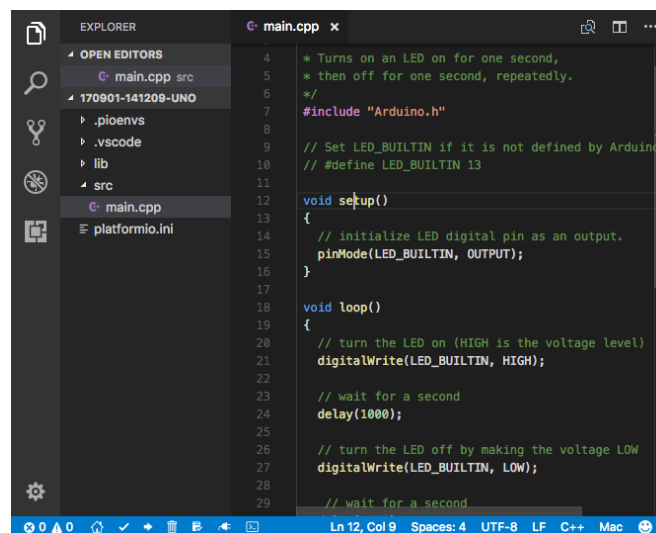 EXPLORER
OPEN EDITORS
main.cpp src
170901-141209-UNO
.pioenvs
.vscode
lib
src
main.cpp
platformio.ini
main.cpp ×
4 * Turns on an LED on for one second,
5 * then off for one second, repeatedly.
6 */
7 #include "Arduino.h"
8
9 // Set LED_BUILTIN if it is not defined by Arduino
10 // #define LED_BUILTIN 13
11
12 void setup()
13 {
14 // initialize LED digital pin as an output.
15 pinMode(LED_BUILTIN, OUTPUT);
16 }
17
18 void loop()
19 {
20 // turn the LED on (HIGH is the voltage level)
21 digitalWrite(LED_BUILTIN, HIGH);
22
23 // wait for a second
24 delay(1000);
25
26 // turn the LED off by making the voltage LOW
27 digitalWrite(LED_BUILTIN, LOW);
28
29 // wait for a second
0 0 Ln 12, Col 9 Spaces: 4 UTF-8 LF C++ Mac